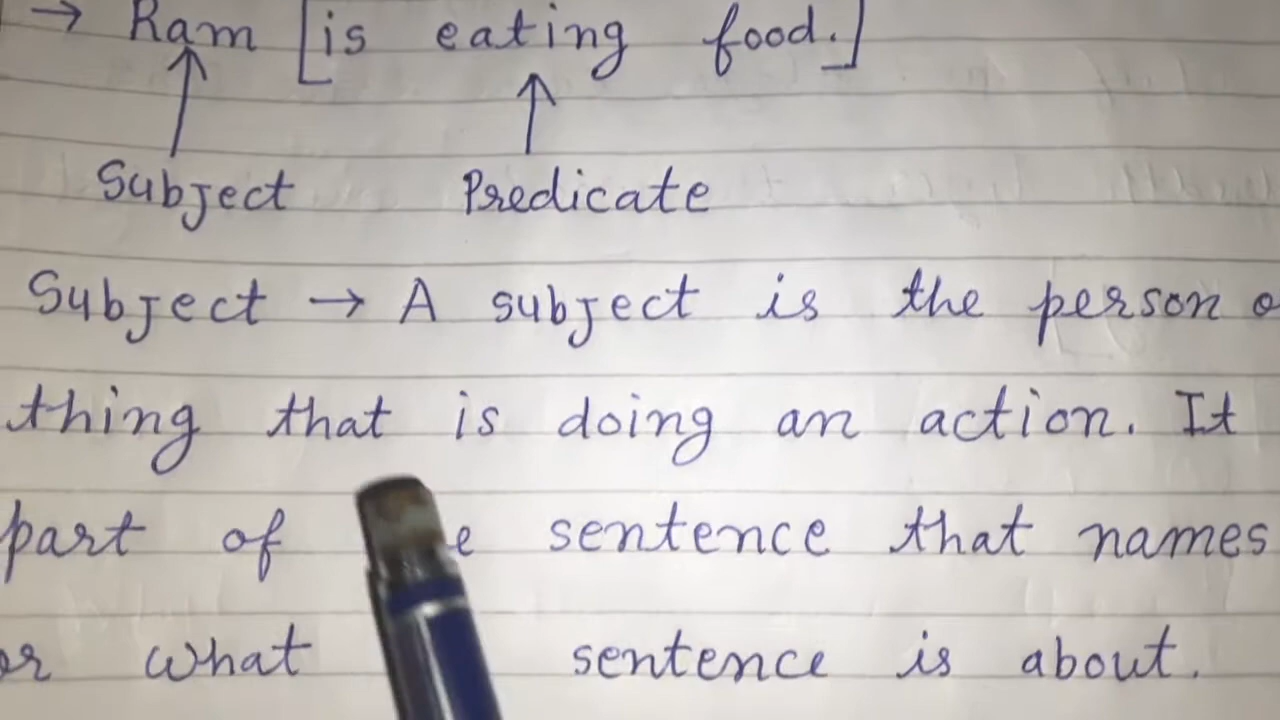 → Ram [is eating food.]
Subject Predicate
Subject → A subject is the person
thing that is doing an action. It
part of sentence that names
or what sentence is about.